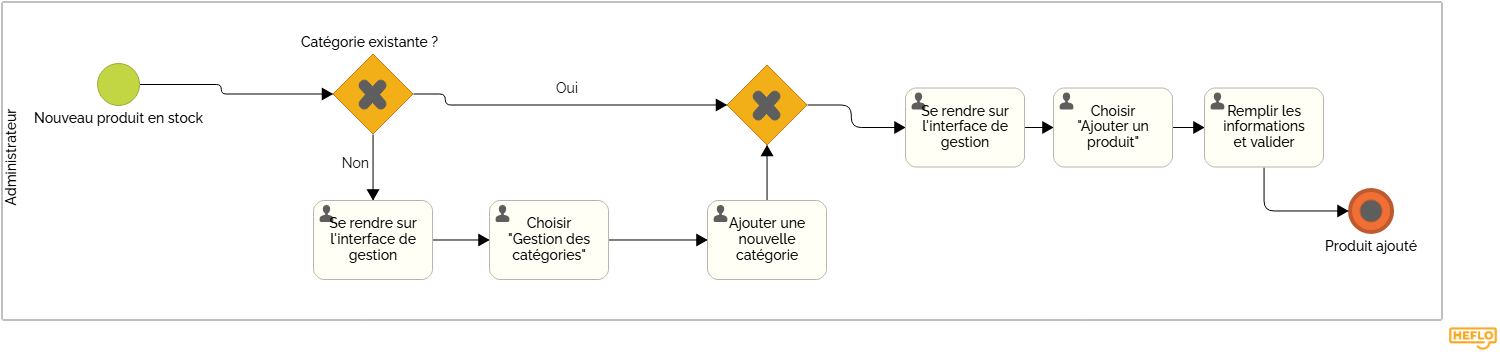 Administrateur
Nouveau produit en stock
Catégorie existante ?
Oui
Non
Se rendre sur
l'interface de
gestion
Choisir
"Gestion des
catégories"
Ajouter une
nouvelle
catégorie
Se rendre sur
l'interface de
gestion
Choisir
"Ajouter un
produit"
Remplir les
informations
et valider
Produit ajouté
HEFLO